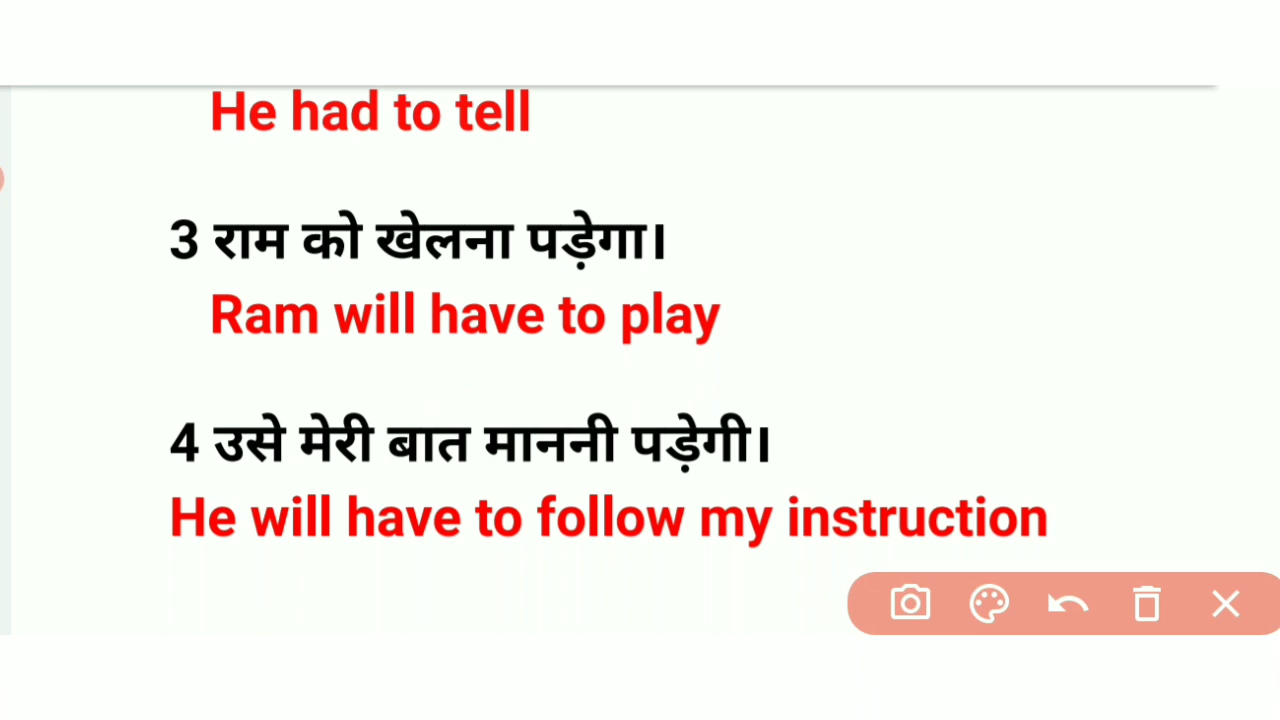 He had to tell
3 राम को खेलना पड़ेगा।
Ram will have to play
4 उसे मेरी बात माननी पड़ेगी।
He will have to follow my instruction